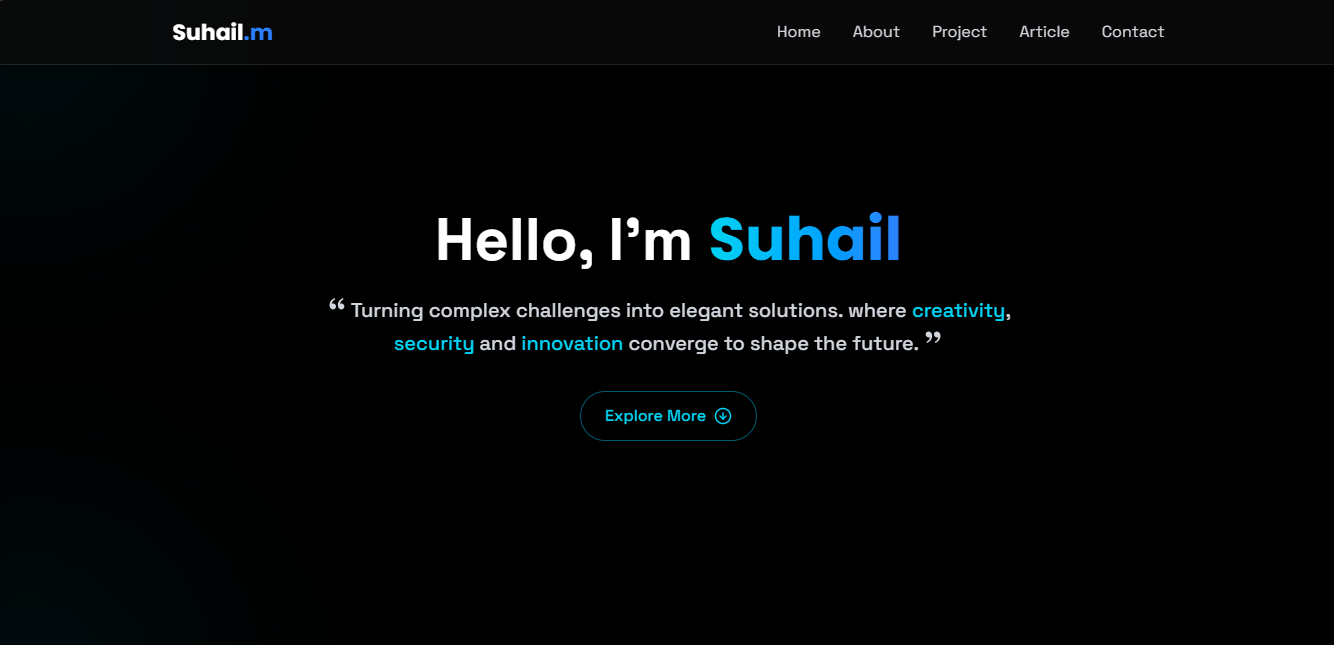 Suhail.m
Home About Project Article Contact
Hello, I’m Suhail
“ Turning complex challenges into elegant solutions. where creativity,
security and innovation converge to shape the future. ”
Explore More